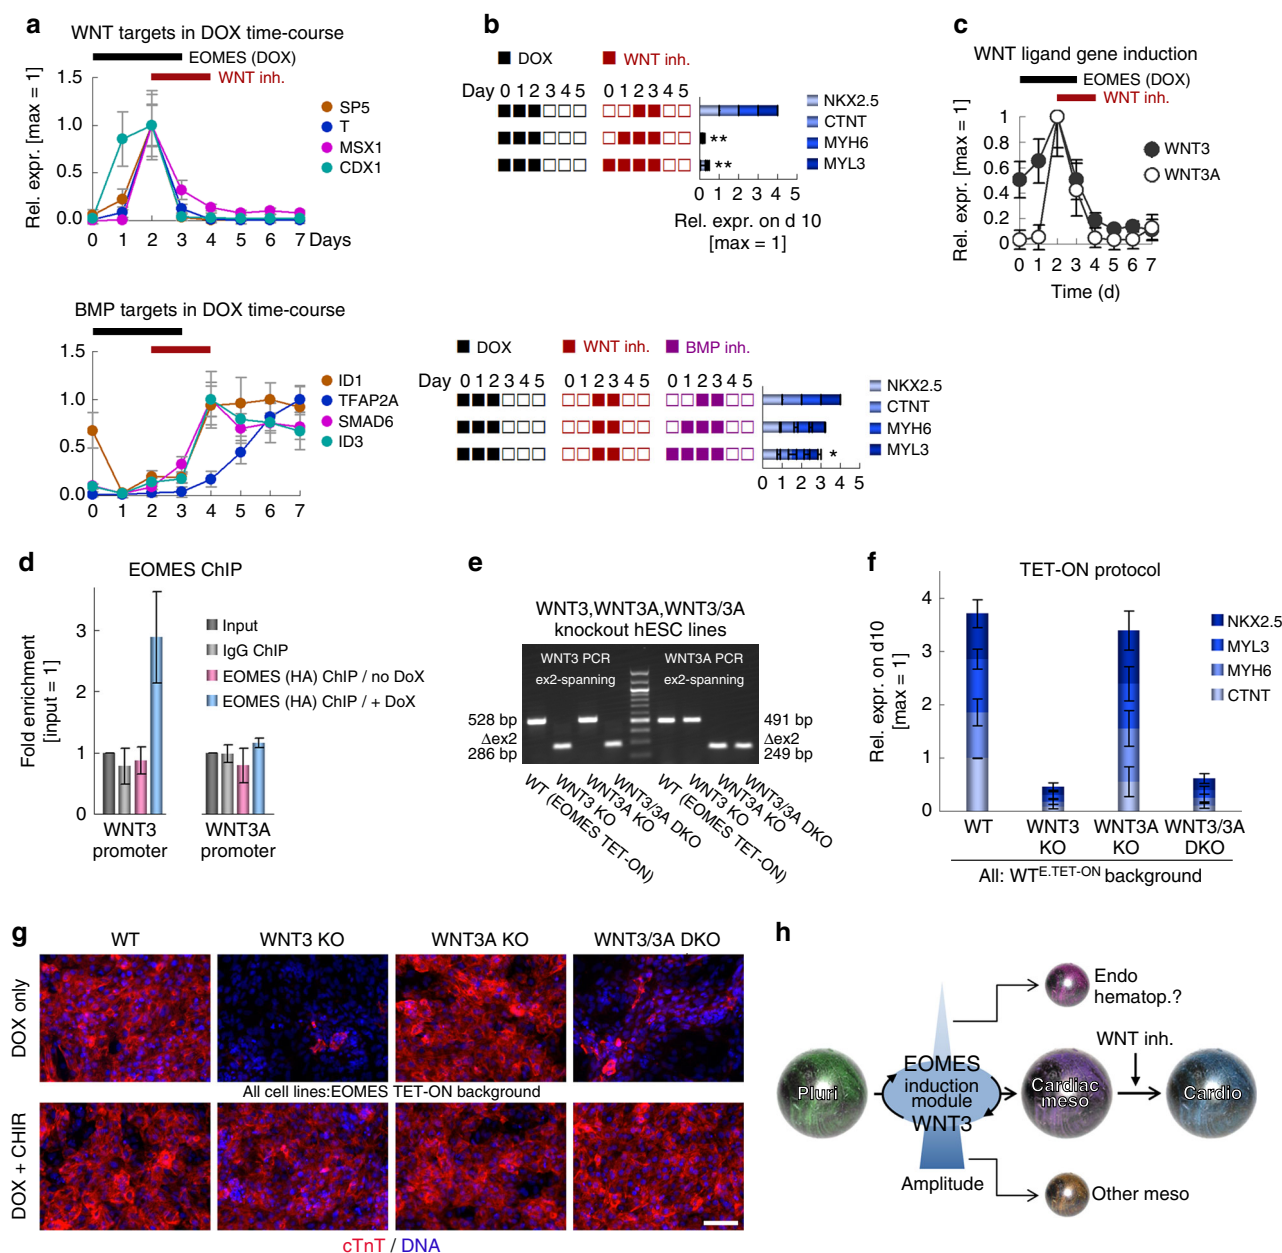 a
WNT targets in DOX time-course
EOMES (DOX)
WNT inh.
Rel. expr. [max = 1]
1.5
1.0
0.5
0.0
0 1 2 3 4 5 6 7 Days
SP5
T
MSX1
CDX1
BMP targets in DOX time-course
1.5
1.0
0.5
0.0
0 1 2 3 4 5 6 7
ID1
TFAP2A
SMAD6
ID3
b
DOX WNT inh.
Day 0 1 2 3 4 5 0 1 2 3 4 5
**
**
0 1 2 3 4 5
Rel. expr. on d 10
[max = 1]
NKX2.5
CTNT
MYH6
MYL3
DOX WNT inh. BMP inh.
Day 0 1 2 3 4 5 0 1 2 3 4 5 0 1 2 3 4 5
*
0 1 2 3 4 5
NKX2.5
CTNT
MYH6
MYL3
c
WNT ligand gene induction
EOMES (DOX)
WNT inh.
Rel. expr. [max = 1]
1
0.8
0.6
0.4
0.2
0
0 1 2 3 4 5 6 7
Time (d)
WNT3
WNT3A
d
EOMES ChIP
Fold enrichment
[input = 1]
3
2
1
0
Input
IgG ChIP
EOMES (HA) ChIP / no DoX
EOMES (HA) ChIP / + DoX
WNT3
promoter
WNT3A
promoter
e
WNT3,WNT3A,WNT3/3A
knockout hESC lines
WNT3 PCR
ex2-spanning
WNT3A PCR
ex2-spanning
528 bp
Δex2
286 bp
491 bp
Δex2
249 bp
WT (EOMES TET-ON)
WNT3 KO
WNT3A KO
WNT3/3A DKO
WT (EOMES TET-ON)
WNT3 KO
WNT3A KO
WNT3/3A DKO
f
TET-ON protocol
Rel. expr. on d10
[max = 1]
4
3
2
1
0
NKX2.5
MYL3
MYH6
CTNT
WT
WNT3
KO
WNT3A
KO
WNT3/3A
DKO
All: WTE.TET-ON background
g
WT WNT3 KO WNT3A KO WNT3/3A DKO
DOX only
All cell lines:EOMES TET-ON background
DOX + CHIR
cTnT / DNA
h
Endo
hematop.?
WNT inh.
Pluri
EOMES
induction
module
WNT3
Cardiac
meso
Cardio
Amplitude
Other meso